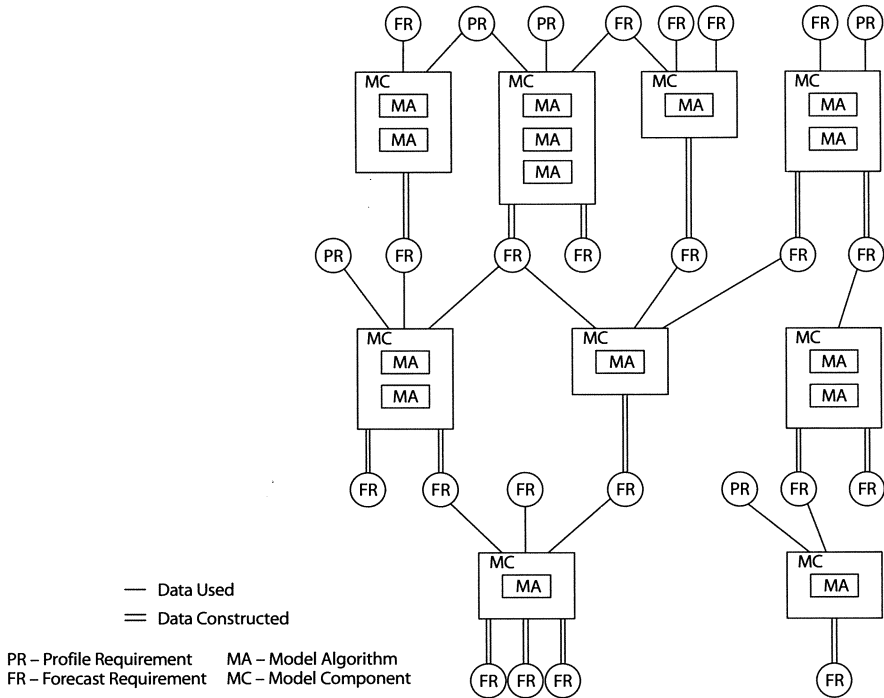 FR PR PR FR FR FR FR PR
MC MC MC MC
MA MA MA MA
MA MA MA
MA
PR FR FR FR FR FR FR
MC MC MC
MA MA MA
MA MA
FR FR FR FR PR FR FR
MC MC
MA MA
— Data Used
= Data Constructed
PR – Profile Requirement MA – Model Algorithm
FR – Forecast Requirement MC – Model Component
FR FR FR FR